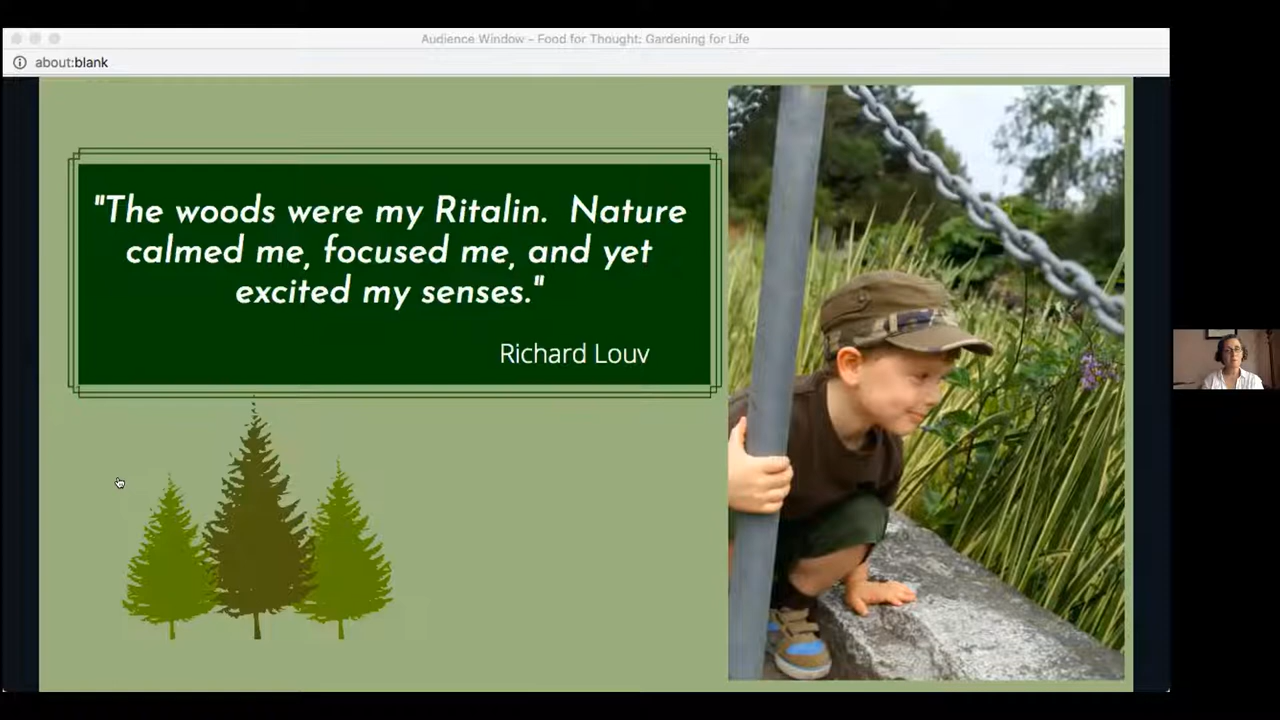 Audience Window – Food for Thought: Gardening for Life
about:blank
"The woods were my Ritalin.  Nature
calmed me, focused me, and yet
excited my senses."
Richard Louv